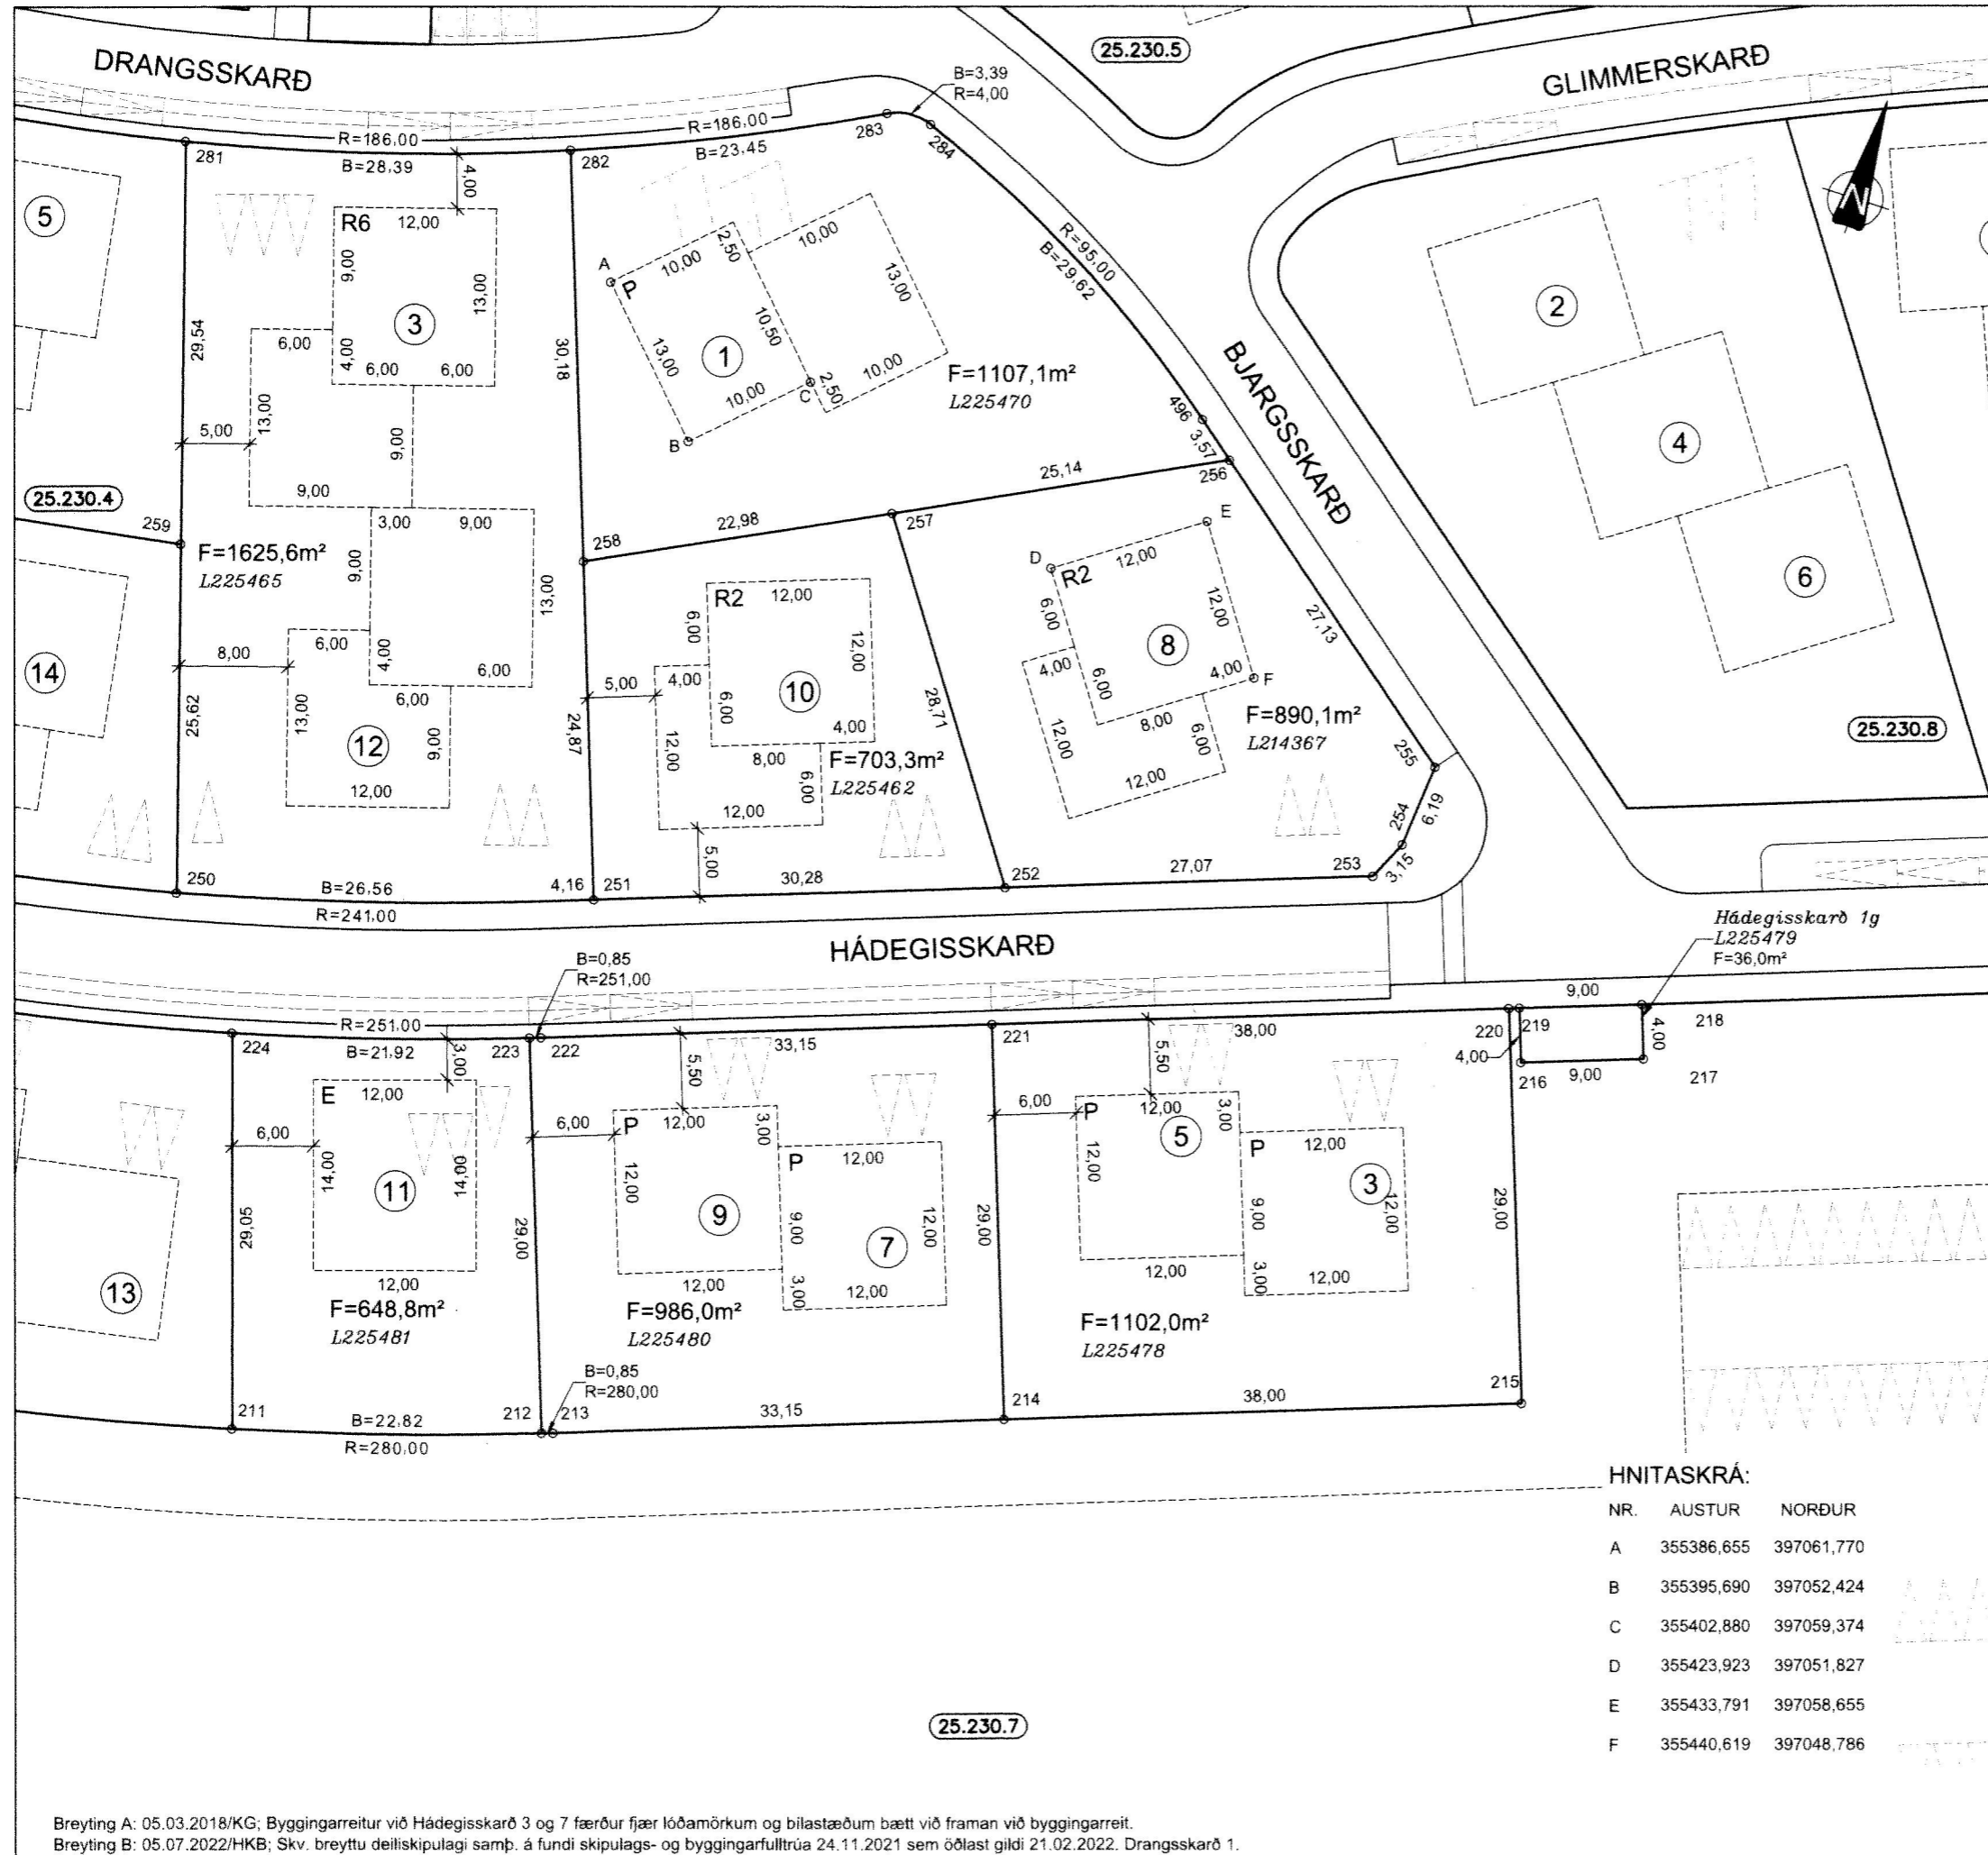 DRANGSSKARÐ
25.230.5
GLIMMERSKARÐ
B=3,39
R=4,00
281
R=186,00
B=28,39
4,00
282
R=186,00
B=23,45
283
284
5
R6
12,00
9,00
13,00
3
6,00
4,00
6,00
6,00
29,54
5,00
13,00
9,00
9,00
30,18
A
P
10,00
2,50
10,00
13,00
13,00
10,50
1
10,00
10,00
2,50
B
C
F=1107,1m²
L225470
R=95,00
B=29,62
BJARGSSKARÐ
496
3,57
256
25,14
2
N
4
6
25.230.8
25.230.4
259
F=1625,6m²
L225465
3,00
9,00
9,00
13,00
6,00
4,00
6,00
6,00
8,00
13,00
9,00
12
12,00
14
25,62
258
22,98
257
R2
12,00
6,00
12,00
10
5,00
4,00
6,00
4,00
24,87
12,00
8,00
6,00
12,00
5,00
F=703,3m²
L225462
28,71
D
E
R2
12,00
6,00
12,00
8
4,00
4,00
F
6,00
12,00
8,00
6,00
12,00
F=890,1m²
L214367
27,13
255
254
6,19
3,15
253
250
B=26,56
R=241,00
4,16
251
30,28
252
27,07
HÁDEGISSKARÐ
Hádegisskarð 1g
L225479
F=36,0m²
B=0,85
R=251,00
224
R=251,00
B=21,92
3,00
223
222
33,15
221
38,00
220
219
9,00
218
4,00
4,00
216
9,00
217
E
12,00
6,00
14,00
14,00
11
12,00
29,05
F=648,8m²
L225481
13
5,50
6,00
P
12,00
3,00
12,00
9
P
12,00
9,00
12,00
7
12,00
3,00
12,00
29,00
F=986,0m²
L225480
5,50
6,00
P
12,00
3,00
5
12,00
P
12,00
3
9,00
12,00
12,00
3,00
12,00
29,00
29,00
F=1102,0m²
L225478
B=0,85
R=280,00
211
B=22,82
R=280,00
212
213
33,15
214
38,00
215
HNITASKRÁ:
NR. AUSTUR NORÐUR
A 355386,655 397061,770
B 355395,690 397052,424
C 355402,880 397059,374
D 355423,923 397051,827
E 355433,791 397058,655
F 355440,619 397048,786
25.230.7
Breyting A: 05.03.2018/KG; Byggingarreitur við Hádegisskarð 3 og 7 færður fjær lóðamörkum og bílastæðum bætt við framan við byggingarreit.
Breyting B: 05.07.2022/HKB; Skv. breyttu deiliskipulagi samþ. á fundi skipulags- og byggingarfulltrúa 24.11.2021 sem öðlast gildi 21.02.2022. Drangsskarð 1.